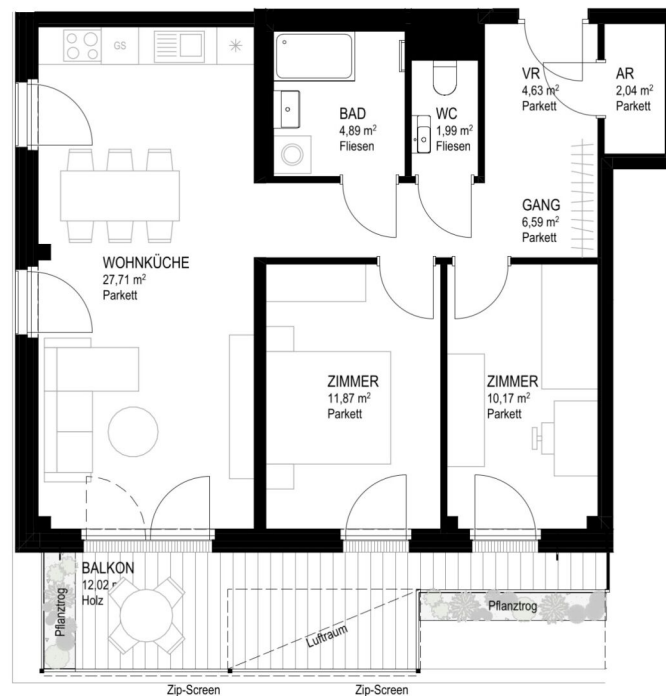 GS
VR
4,63 m²
Parkett
AR
2,04 m²
Parkett
BAD
4,89 m²
Fliesen
WC
1,99 m²
Fliesen
GANG
6,59 m²
Parkett
WOHNKÜCHE
27,71 m²
Parkett
ZIMMER
11,87 m²
Parkett
ZIMMER
10,17 m²
Parkett
BALKON
12,02
Holz
Pflanztrog
Luftraum
Pflanztrog
Zip-Screen
Zip-Screen